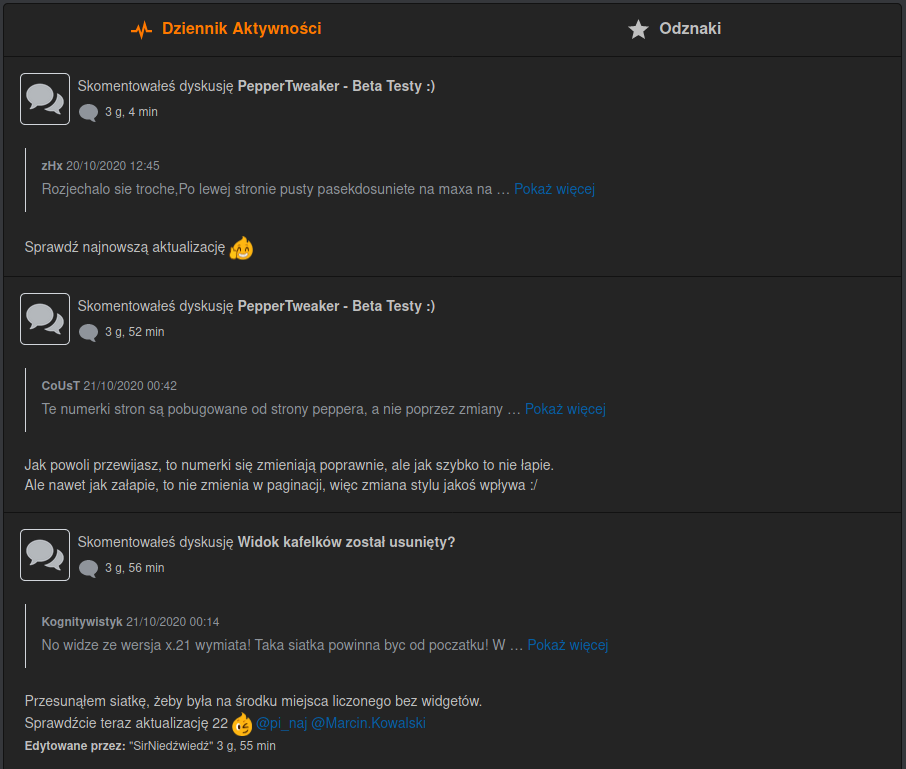 Dziennik Aktywności
Odznaki
Skomentowałeś dyskusję PepperTweaker - Beta Testy :)
3 g, 4 min
zHx 20/10/2020 12:45
Rozjechalo sie troche,Po lewej stronie pusty pasekdosuniete na maxa na … Pokaż więcej
Sprawdź najnowszą aktualizację
Skomentowałeś dyskusję PepperTweaker - Beta Testy :)
3 g, 52 min
CoUsT 21/10/2020 00:42
Te numerki stron są pobugowane od strony peppera, a nie poprzez zmiany … Pokaż więcej
Jak powoli przewijasz, to numerki się zmieniają poprawnie, ale jak szybko to nie łapie.
Ale nawet jak załapie, to nie zmienia w paginacji, więc zmiana stylu jakoś wpływa :/
Skomentowałeś dyskusję Widok kafelków został usunięty?
3 g, 56 min
Kognitywistyk 21/10/2020 00:14
No widze ze wersja x.21 wymiata! Taka siatka powinna byc od poczatku! W … Pokaż więcej
Przesunąłem siatkę, żeby była na środku miejsca liczonego bez widgetów.
Sprawdźcie teraz aktualizację 22 @pi_naj @Marcin.Kowalski
Edytowane przez: "SirNiedźwiedź" 3 g, 55 min